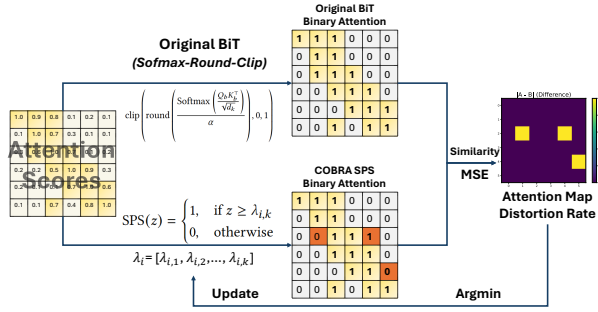 Original BiT
Binary Attention
Original BiT
(Sofmax-Round-Clip)
1 1 1 0 0 0
0 1 1 0 0 0
0 1 1 1 0 0
0 0 1 1 1 0
0 0 0 1 1 1
0 0 1 0 1 1
clip(round(Softmax(Q_b K_b^⊤/√d_k)/α),0,1)
1.0 0.9 0.8 0.1 0.2 0.1
0.1 1.0 0.7
Attention
Scores
0.1 0.1 0.7 0.4 0.8 1.0
|A - B| (Difference)
Similarity
MSE
Attention Map
Distortion Rate
COBRA SPS
Binary Attention
1 1 1 0 0 0
0 1 1 0 0 0
0 0 1 1 1 0
0 0 1 1 1 0
0 0 0 1 1 0
0 0 1 0 1 1
SPS(z) = {1, if z ≥ λ_{i,k}
0, otherwise
λ_i=[λ_{i,1}, λ_{i,2},..., λ_{i,k}]
Update
Argmin